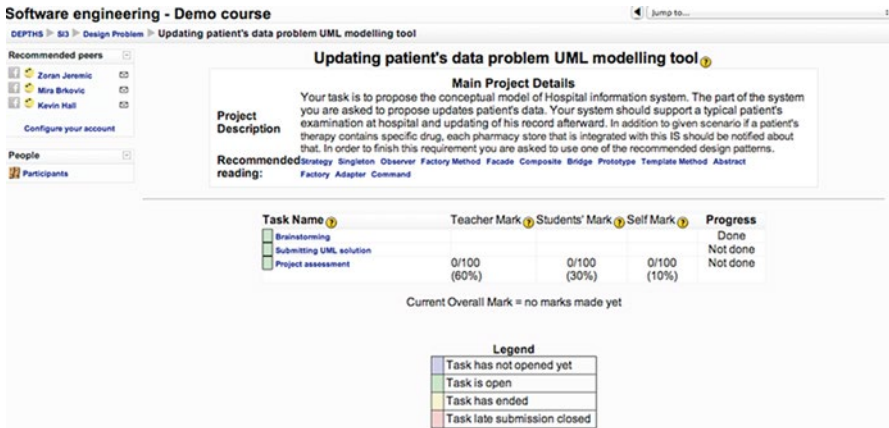 Software engineering - Demo course
Jump to...
DEPTHS SI3 Design Problem Updating patient's data problem UML modelling tool
Recommended peers
Zoran Jeremic
Mira Brkovic
Kevin Hall
Configure your account
People
Participants
Updating patient's data problem UML modelling tool
Main Project Details
Project Description
Your task is to propose the conceptual model of Hospital information system. The part of the system
you are asked to propose updates patient's data. Your system should support a typical patient's
examination at hospital and updating of his record afterward. In addition to given scenario if a patient's
therapy contains specific drug, each pharmacy store that is integrated with this IS should be notified about
that. In order to finish this requirement you are asked to use one of the recommended design patterns.
Recommended reading:
Strategy Singleton Observer Factory Method Facade Composite Bridge Prototype Template Method Abstract
Factory Adapter Command
Task Name Teacher Mark Students' Mark Self Mark Progress
Brainstorming Done
Submitting UML solution Not done
Project assessment 0/100 0/100 0/100 Not done
(60%) (30%) (10%)
Current Overall Mark = no marks made yet
Legend
Task has not opened yet
Task is open
Task has ended
Task late submission closed